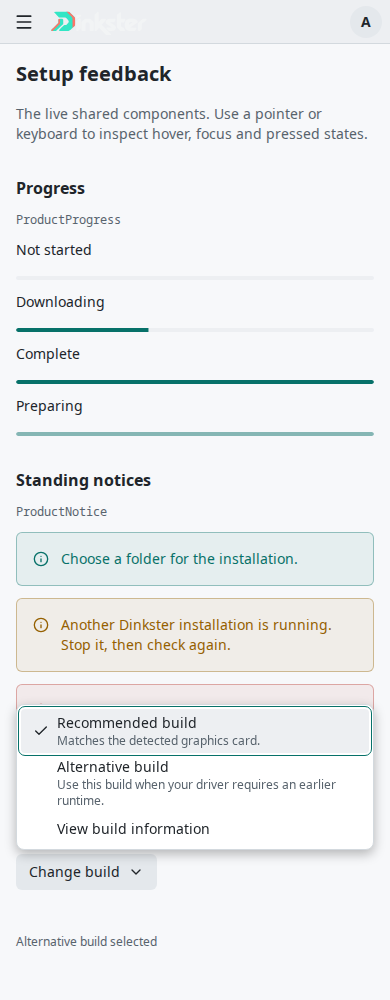 Dinkster
A
Setup feedback
The live shared components. Use a pointer or
keyboard to inspect hover, focus and pressed states.
Progress
ProductProgress
Not started
Downloading
Complete
Preparing
Standing notices
ProductNotice
Choose a folder for the installation.
Another Dinkster installation is running.
Stop it, then check again.
Recommended build
Matches the detected graphics card.
Alternative build
Use this build when your driver requires an earlier
runtime.
View build information
Change build
Alternative build selected